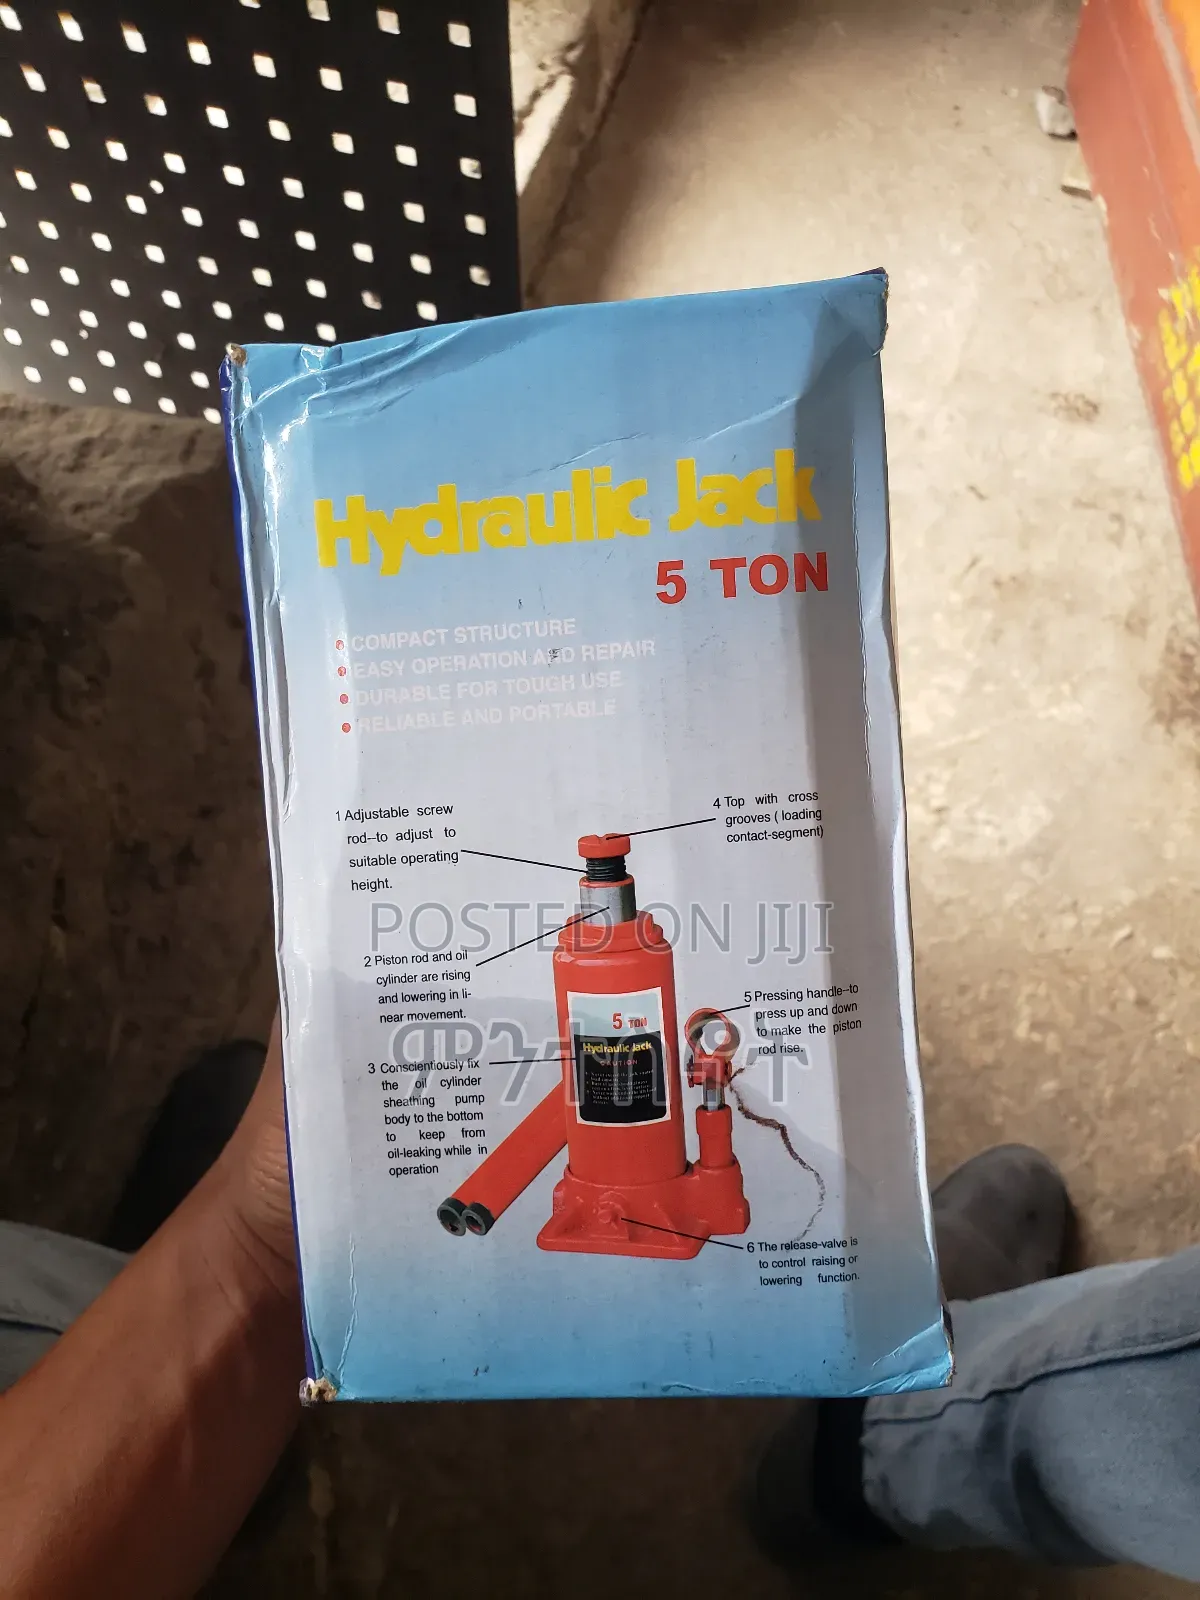 Hydraulic Jack
5 TON
COMPACT STRUCTURE
EASY OPERATION AND REPAIR
DURABLE FOR TOUGH USE
RELIABLE AND PORTABLE
1 Adjustable screw
rod--to adjust to
suitable operating
height.
4 Top with cross
grooves ( loading
contact-segment)
POSTED ON JIJI
2 Piston rod and oil
cylinder are rising
and lowering in li-
near movement.
5 Pressing handle--to
press up and down
to make the piston
rod rise.
5 TON
Hydraulic Jack
CAUTION
3 Conscientiously fix
the oil cylinder
sheathing pump
body to the bottom
to keep from
oil-leaking while in
operation
6 The release-valve is
to control raising or
lowering function.